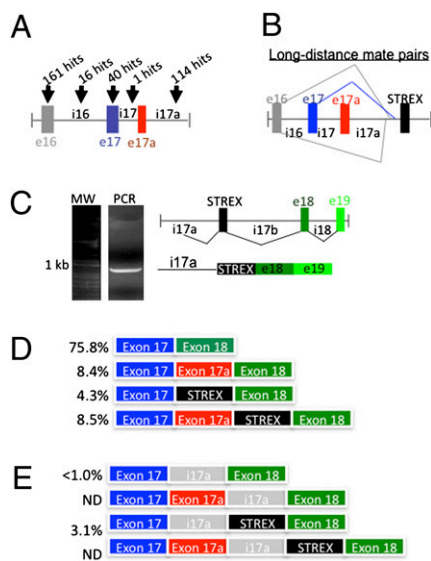 A
161 hits
16 hits
40 hits
1 hits
114 hits
i16
i17
i17a
e16
e17
e17a
B
Long-distance mate pairs
e16
e17
e17a
STREX
i16
i17
i17a
C
MW
PCR
1 kb
STREX
e18
e19
i17a
i17b
i18
i17a
STREX
e18
e19
D
75.8%
Exon 17
Exon 18
8.4%
Exon 17
Exon 17a
Exon 18
4.3%
Exon 17
STREX
Exon 18
8.5%
Exon 17
Exon 17a
STREX
Exon 18
E
<1.0%
Exon 17
i17a
Exon 18
ND
Exon 17
Exon 17a
i17a
Exon 18
3.1%
Exon 17
i17a
STREX
Exon 18
ND
Exon 17
Exon 17a
i17a
STREX
Exon 18